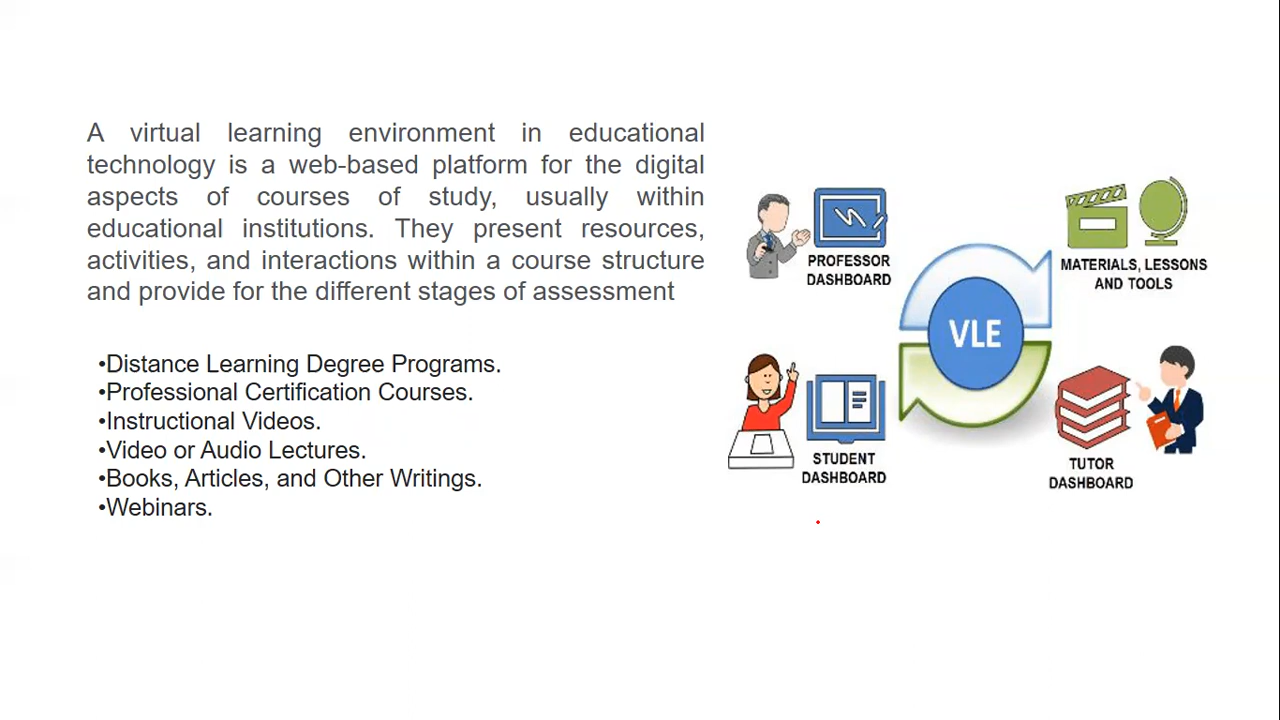 A virtual learning environment in educational
technology is a web-based platform for the digital
aspects of courses of study, usually within
educational institutions. They present resources,
activities, and interactions within a course structure
and provide for the different stages of assessment
•Distance Learning Degree Programs.
•Professional Certification Courses.
•Instructional Videos.
•Video or Audio Lectures.
•Books, Articles, and Other Writings.
•Webinars.
PROFESSOR
DASHBOARD
MATERIALS, LESSONS
AND TOOLS
VLE
STUDENT
DASHBOARD
TUTOR
DASHBOARD